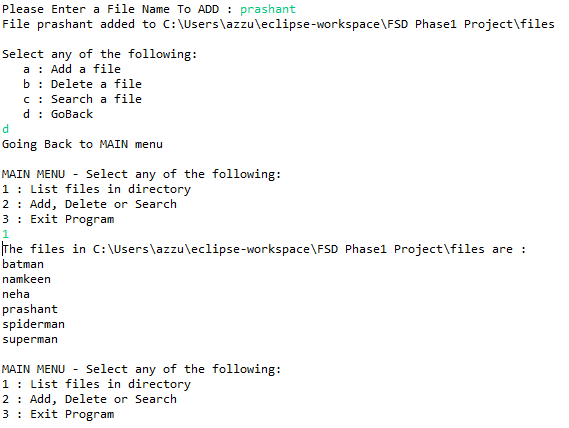 Please Enter a File Name To ADD : prashant
File prashant added to C:\Users\azzu\eclipse-workspace\FSD Phase1 Project\files

Select any of the following:
   a : Add a file
   b : Delete a file
   c : Search a file
   d : GoBack
d
Going Back to MAIN menu

MAIN MENU - Select any of the following:
1 : List files in directory
2 : Add, Delete or Search
3 : Exit Program
1
The files in C:\Users\azzu\eclipse-workspace\FSD Phase1 Project\files are :
batman
namkeen
neha
prashant
spiderman
superman

MAIN MENU - Select any of the following:
1 : List files in directory
2 : Add, Delete or Search
3 : Exit Program